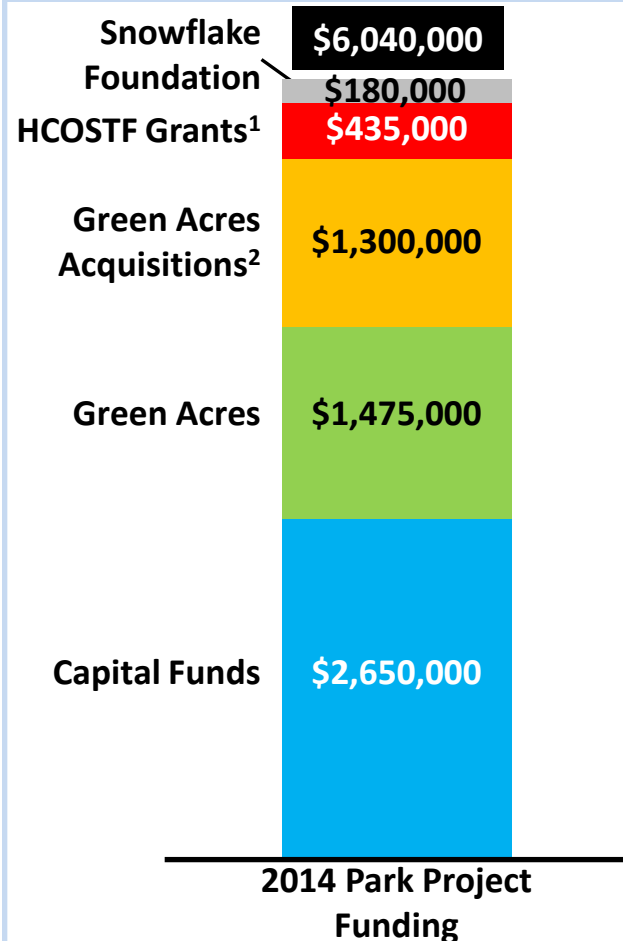 Snowflake
Foundation
$6,040,000
$180,000
HCOSTF Grants¹
$435,000
Green Acres
Acquisitions²
$1,300,000
Green Acres
$1,475,000
Capital Funds
$2,650,000
2014 Park Project
Funding